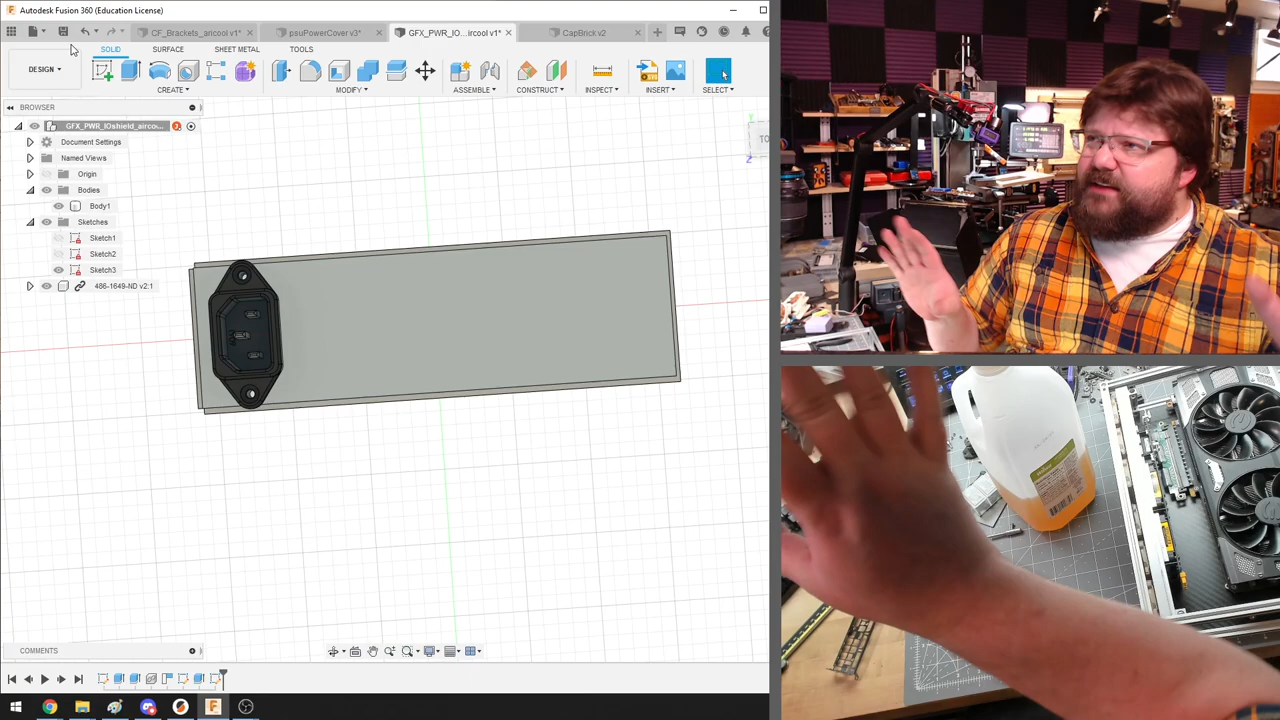 Autodesk Fusion 360 (Education License)
CF_Brackets_aricool v1*
psuPowerCover v3*
GFX_PWR_IO...ircool v1*
CapBrick v2
SOLID
SURFACE
SHEET METAL
TOOLS
DESIGN
CREATE
MODIFY
ASSEMBLE
CONSTRUCT
INSPECT
INSERT
SELECT
BROWSER
GFX_PWR_IOshield_aircoo...
Document Settings
Named Views
Origin
Bodies
Body1
Sketches
Sketch1
Sketch2
Sketch3
486-1649-ND v2:1
COMMENTS